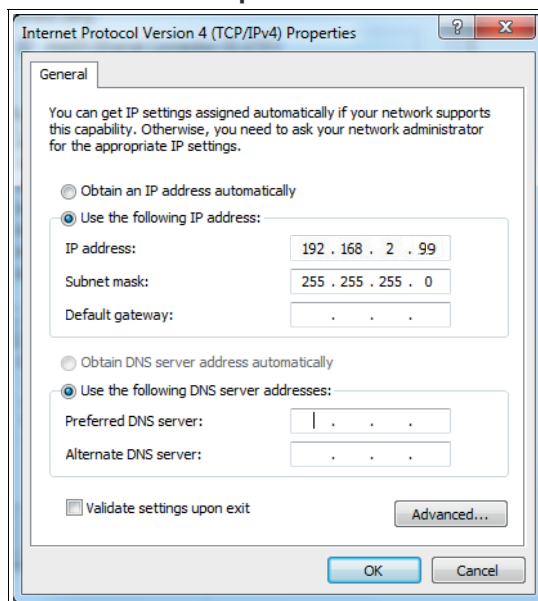 Internet Protocol Version 4 (TCP/IPv4) Properties
General
You can get IP settings assigned automatically if your network supports
this capability. Otherwise, you need to ask your network administrator
for the appropriate IP settings.
Obtain an IP address automatically
Use the following IP address:
IP address: 192 . 168 . 2 . 99
Subnet mask: 255 . 255 . 255 . 0
Default gateway: . . .
Obtain DNS server address automatically
Use the following DNS server addresses:
Preferred DNS server: . . .
Alternate DNS server: . . .
Validate settings upon exit
Advanced...
OK Cancel